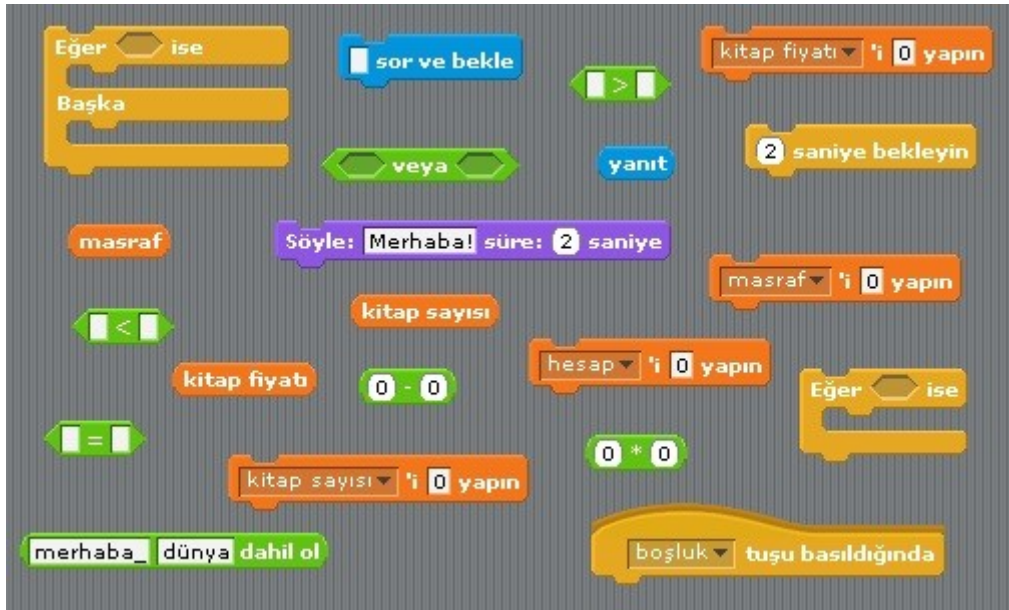 Eğer ise
Başka
sor ve bekle
>
kitap fiyatı 'i 0 yapın
2 saniye bekleyin
veya
yanıt
masraf
Söyle: Merhaba! süre: 2 saniye
masraf 'i 0 yapın
<
kitap sayısı
hesap 'i 0 yapın
kitap fiyatı
0 - 0
Eğer ise
=
0 * 0
kitap sayısı 'i 0 yapın
merhaba_ dünya dahil ol
boşluk tuşu basıldığında